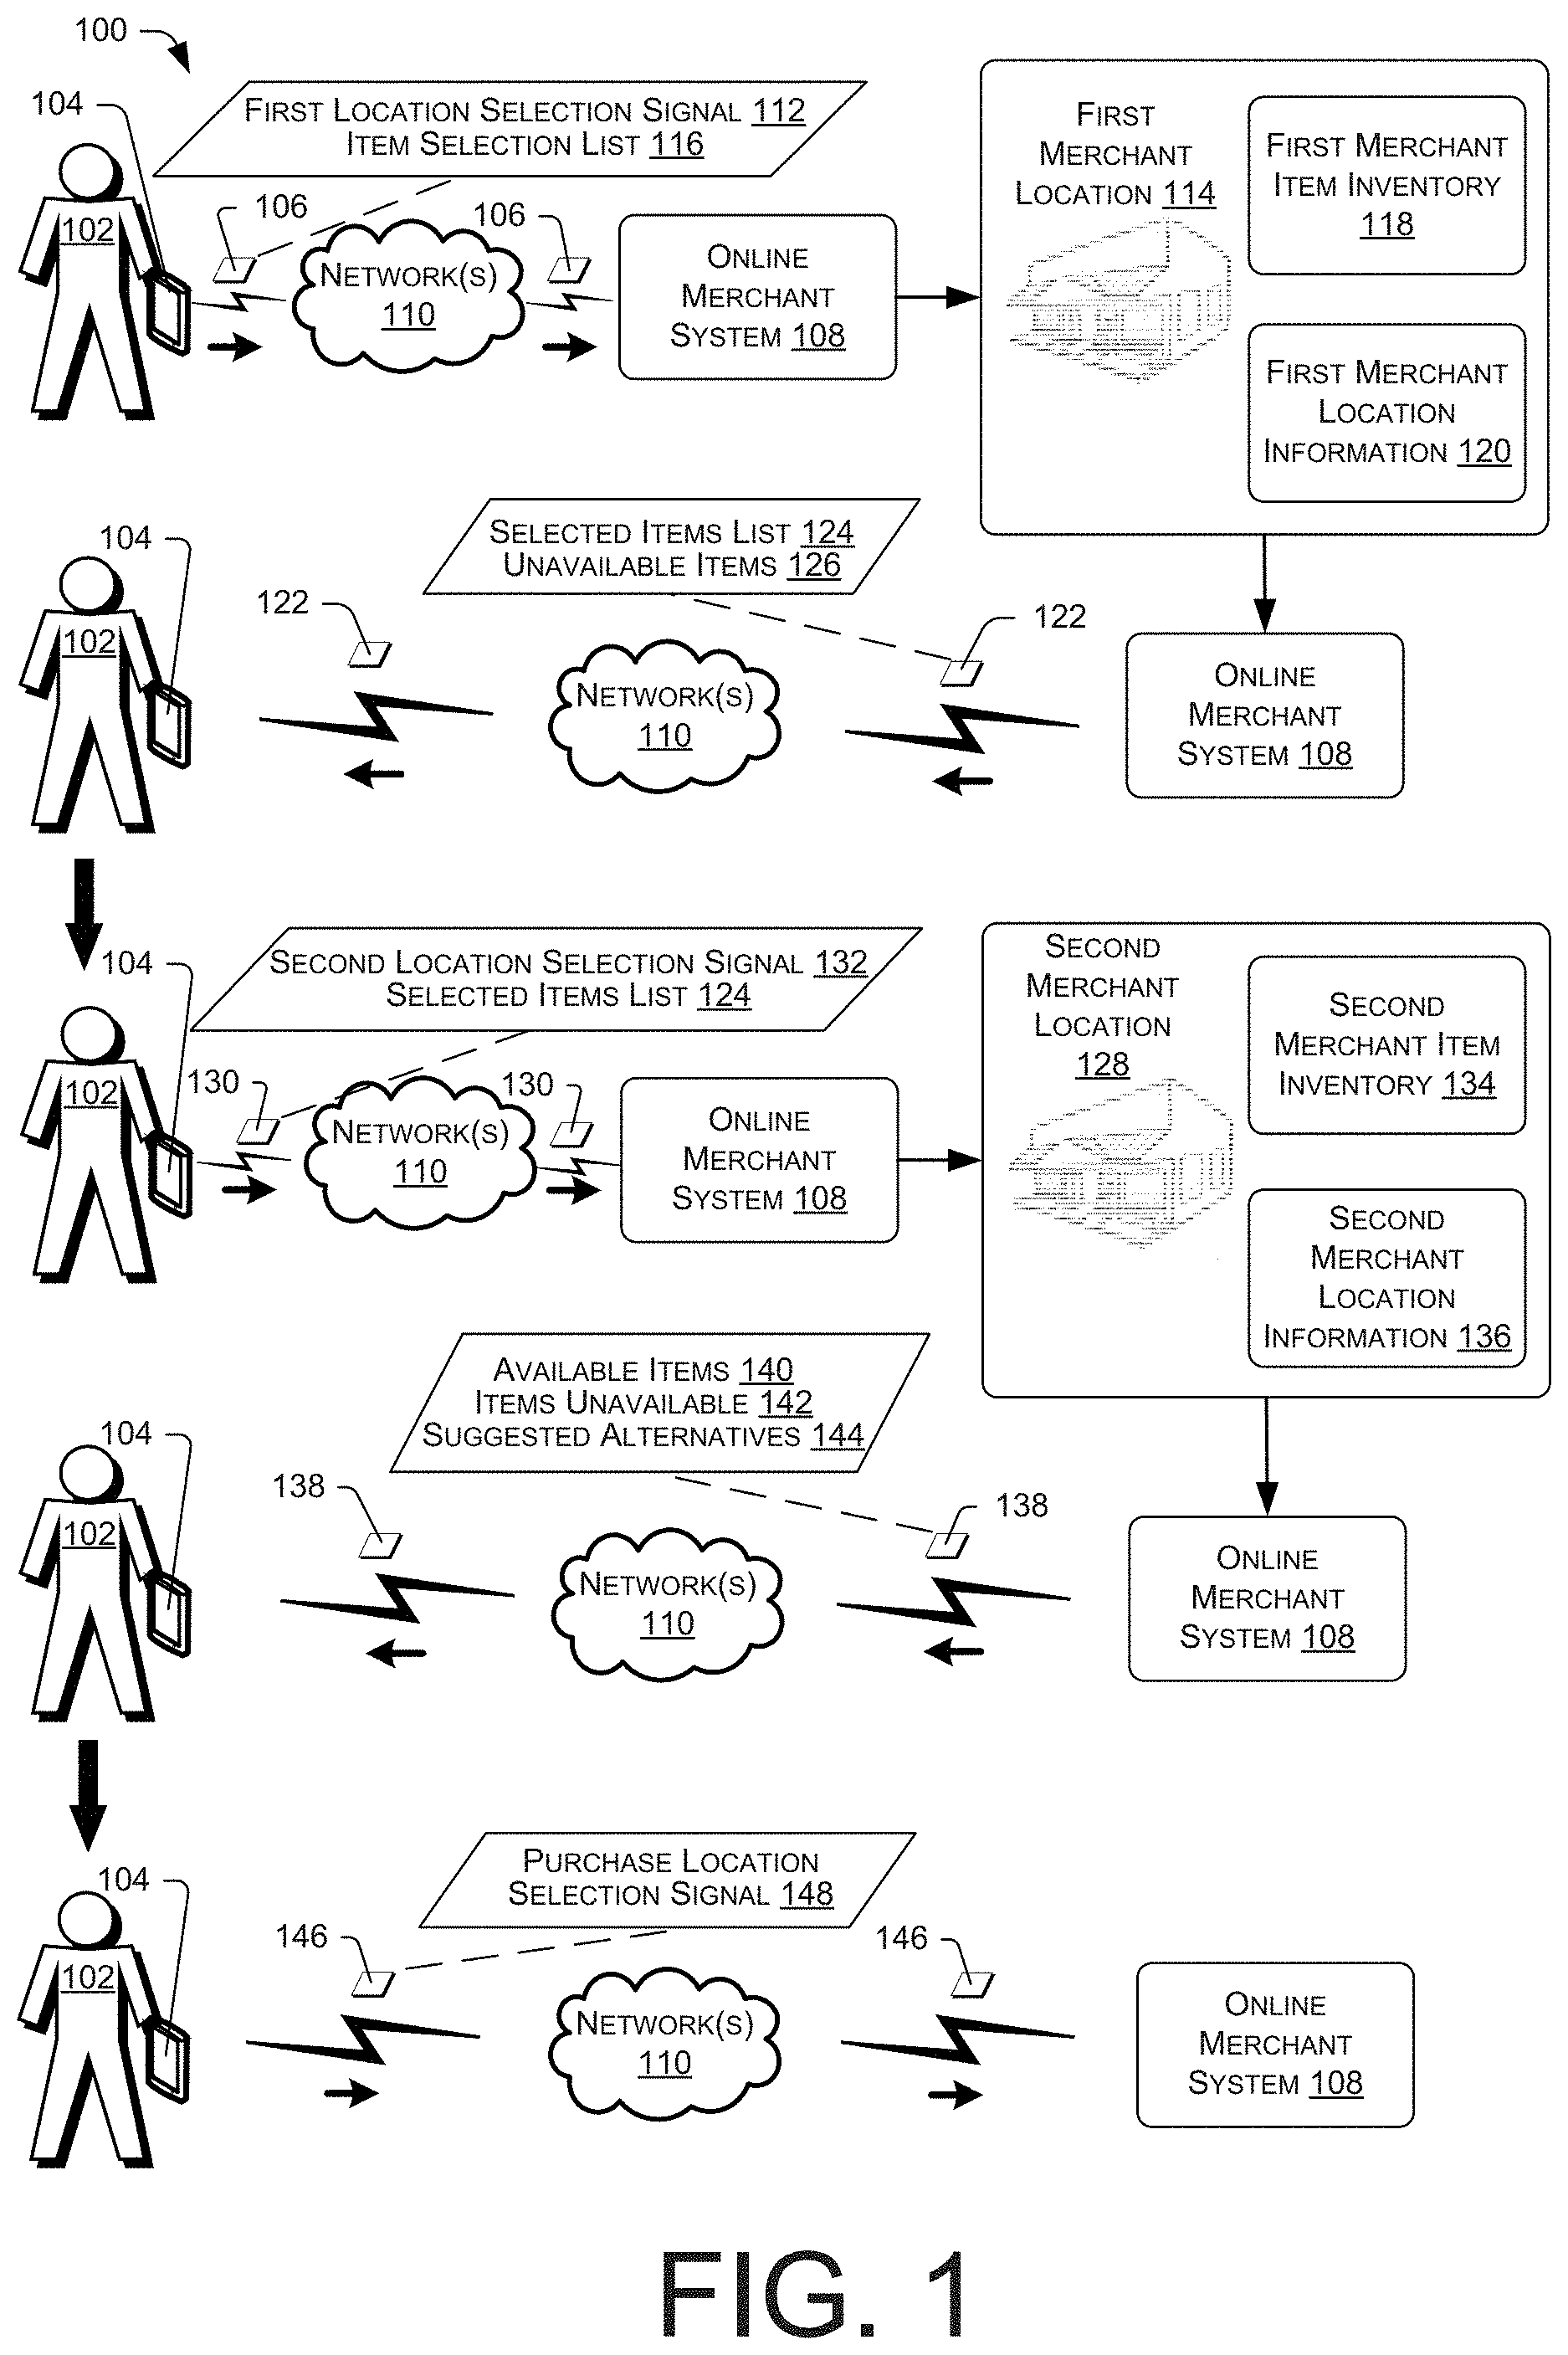 100
104
FIRST LOCATION SELECTION SIGNAL 112
ITEM SELECTION LIST 116
102
106
106
NETWORK(S)
110
ONLINE
MERCHANT
SYSTEM 108
FIRST
MERCHANT
LOCATION 114
FIRST MERCHANT
ITEM INVENTORY
118
FIRST MERCHANT
LOCATION
INFORMATION 120
104
102
SELECTED ITEMS LIST 124
UNAVAILABLE ITEMS 126
122
122
NETWORK(S)
110
ONLINE
MERCHANT
SYSTEM 108
104
102
SECOND LOCATION SELECTION SIGNAL 132
SELECTED ITEMS LIST 124
130
130
NETWORK(S)
110
ONLINE
MERCHANT
SYSTEM 108
SECOND
MERCHANT
LOCATION
128
SECOND
MERCHANT ITEM
INVENTORY 134
SECOND
MERCHANT
LOCATION
INFORMATION 136
104
102
AVAILABLE ITEMS 140
ITEMS UNAVAILABLE 142
SUGGESTED ALTERNATIVES 144
138
138
NETWORK(S)
110
ONLINE
MERCHANT
SYSTEM 108
104
102
PURCHASE LOCATION
SELECTION SIGNAL 148
146
146
NETWORK(S)
110
ONLINE
MERCHANT
SYSTEM 108
FIG. 1